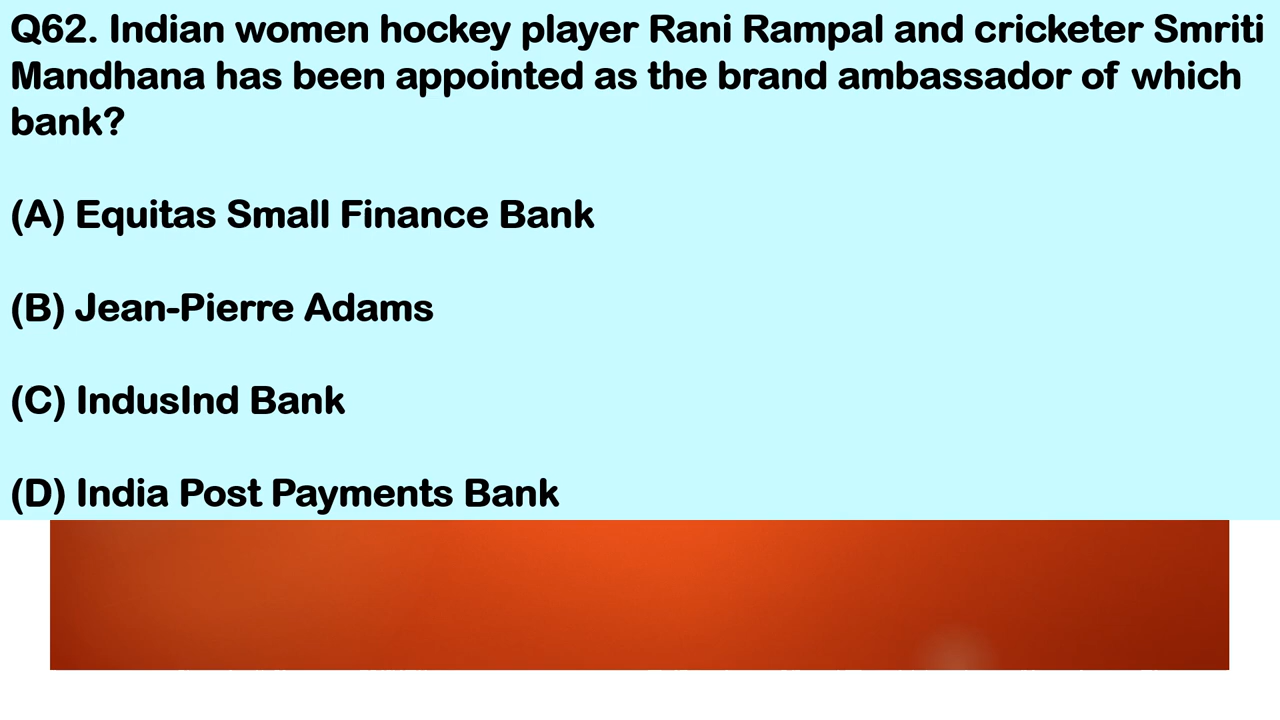 Q62. Indian women hockey player Rani Rampal and cricketer Smriti
Mandhana has been appointed as the brand ambassador of which
bank?
(A) Equitas Small Finance Bank
(B) Jean-Pierre Adams
(C) IndusInd Bank
(D) India Post Payments Bank